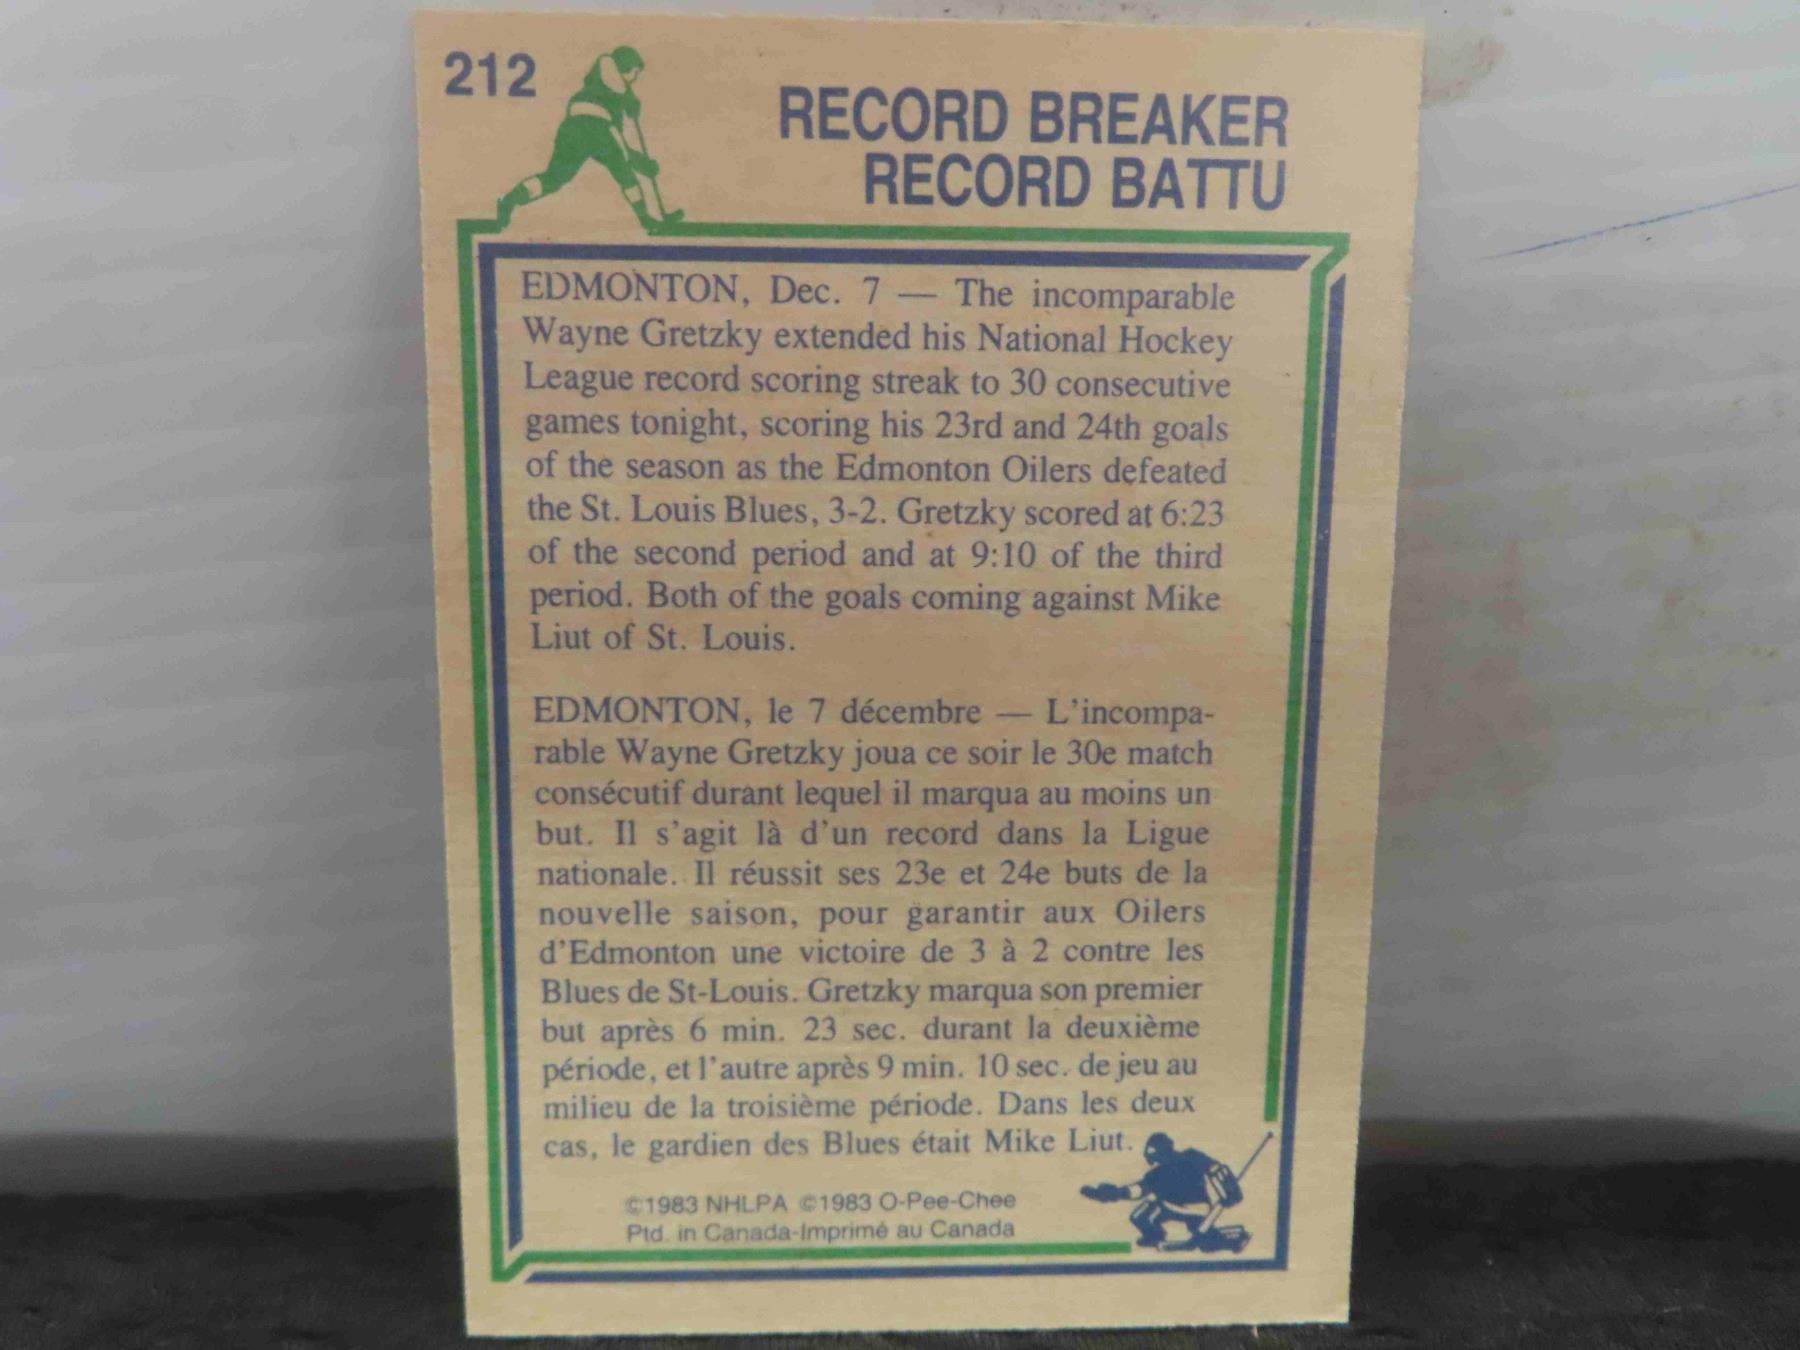 212
RECORD BREAKER
RECORD BATTU
EDMONTON, Dec. 7 — The incomparable
Wayne Gretzky extended his National Hockey
League record scoring streak to 30 consecutive
games tonight, scoring his 23rd and 24th goals
of the season as the Edmonton Oilers defeated
the St. Louis Blues, 3-2. Gretzky scored at 6:23
of the second period and at 9:10 of the third
period. Both of the goals coming against Mike
Liut of St. Louis.
EDMONTON, le 7 décembre — L'incompa-
rable Wayne Gretzky joua ce soir le 30e match
consécutif durant lequel il marqua au moins un
but. Il s'agit là d'un record dans la Ligue
nationale. Il réussit ses 23e et 24e buts de la
nouvelle saison, pour garantir aux Oilers
d'Edmonton une victoire de 3 à 2 contre les
Blues de St-Louis. Gretzky marqua son premier
but après 6 min. 23 sec. durant la deuxième
période, et l'autre après 9 min. 10 sec. de jeu au
milieu de la troisième période. Dans les deux
cas, le gardien des Blues était Mike Liut.
©1983 NHLPA ©1983 O-Pee-Chee
Ptd. in Canada-Imprimé au Canada